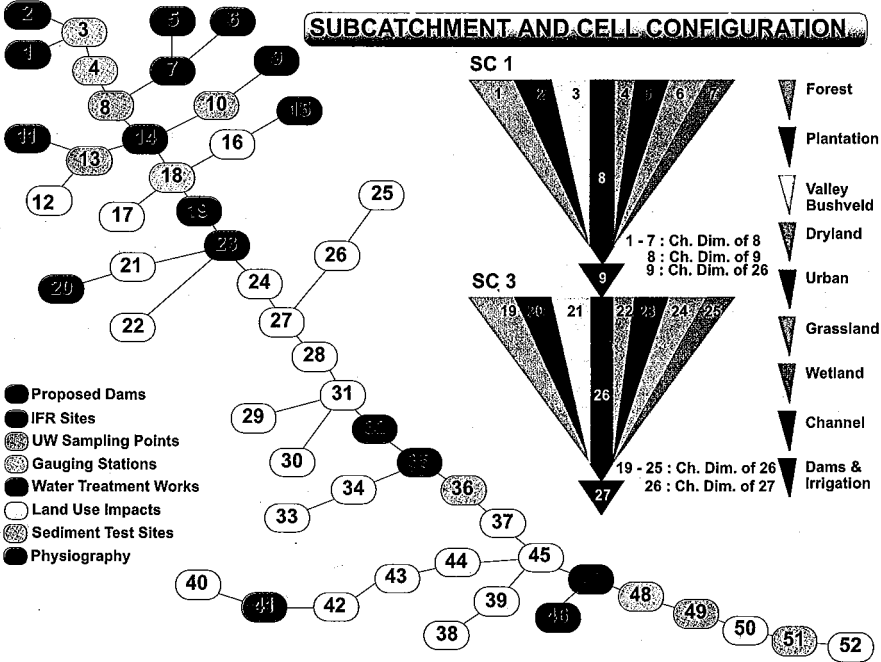 SUBCATCHMENT AND CELL CONFIGURATION
2
5
6
3
1
4
7
9
8
10
15
11
14
16
13
18
12
17
19
25
23
26
21
20
24
22
27
28
31
29
30
35
34
36
33
37
45
44
43
40
41
42
39
38
46
48
49
50
51
52
Proposed Dams
IFR Sites
UW Sampling Points
Gauging Stations
Water Treatment Works
Land Use Impacts
Sediment Test Sites
Physiography
SC 1
1 2 3 4 5 6 7
8
1 - 7 : Ch. Dim. of 8
8 : Ch. Dim. of 9
9 : Ch. Dim. of 26
9
SC 3
19 20 21 22 23 24 25
26
19 - 25 : Ch. Dim. of 26
26 : Ch. Dim. of 27
27
Forest
Plantation
Valley
Bushveld
Dryland
Urban
Grassland
Wetland
Channel
Dams &
Irrigation